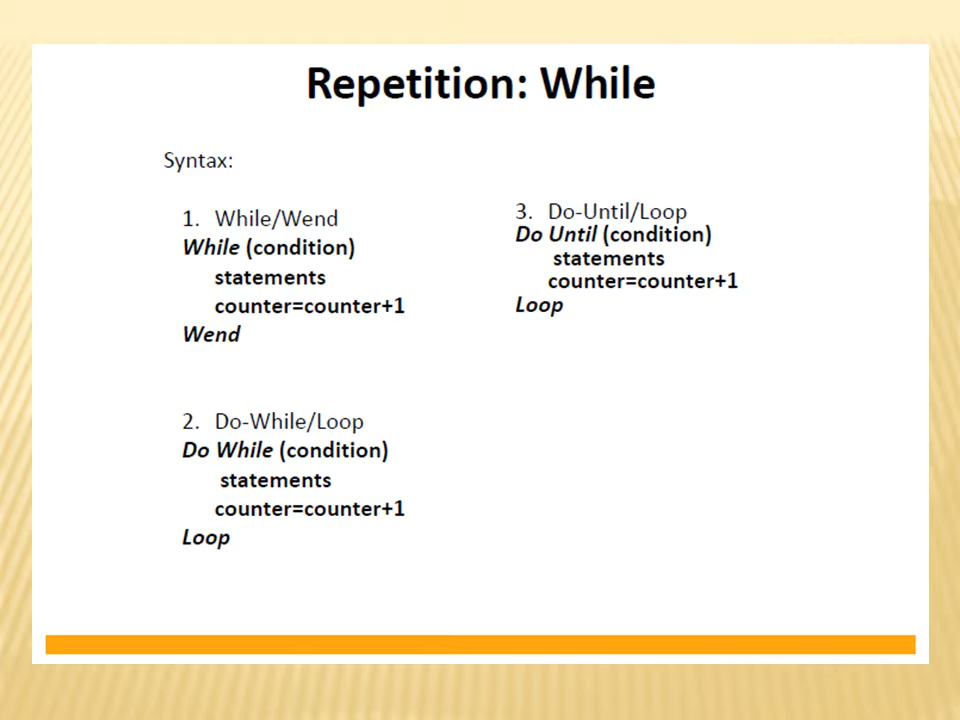 Repetition: While
Syntax:
1. While/Wend
While (condition)
statements
counter=counter+1
Wend
2. Do-While/Loop
Do While (condition)
statements
counter=counter+1
Loop
3. Do-Until/Loop
Do Until (condition)
statements
counter=counter+1
Loop